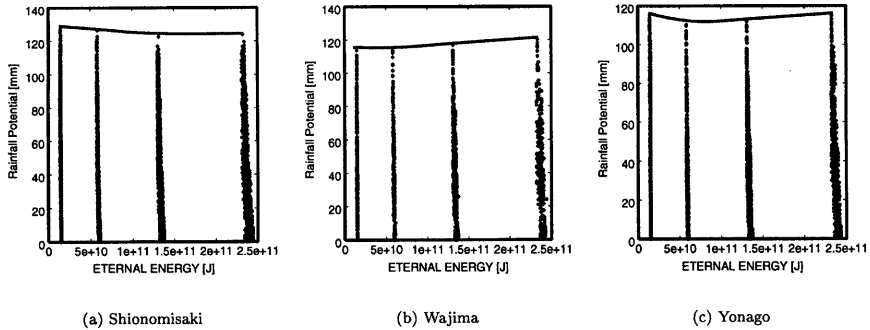 140
120
100
80
60
40
20
0
Rainfall Potential [mm]
5e+10 1e+11 1.5e+11 2e+11 2.5e+11
ETERNAL ENERGY [J]
(a) Shionomisaki
140
120
100
80
60
40
20
0
Rainfall Potential [mm]
5e+10 1e+11 1.5e+11 2e+11 2.5e+11
ETERNAL ENERGY [J]
(b) Wajima
120
100
80
60
40
20
0
Rainfall Potential [mm]
5e+10 1e+11 1.5e+11 2e+11 2.5e+11
ETERNAL ENERGY [J]
(c) Yonago